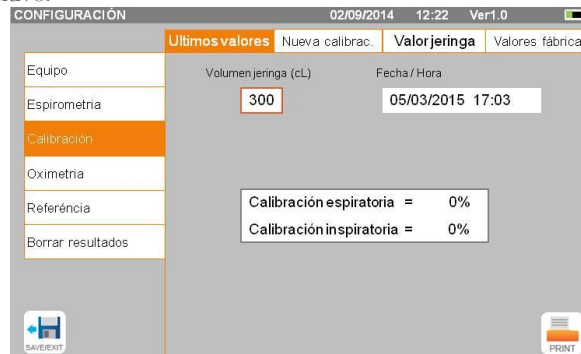 CONFIGURACIÓN 02/09/2014 12:22 Ver1.0
Ultimos valores Nueva calibrac. Valor jeringa Valores fábrica
Equipo
Espirometria
Calibración
Oximetria
Referéncia
Borrar resultados
Volumen jeringa (cL) Fecha / Hora
300 05/03/2015 17:03
Calibración espiratoria = 0%
Calibración inspiratoria = 0%
SAVE/EXIT
PRINT